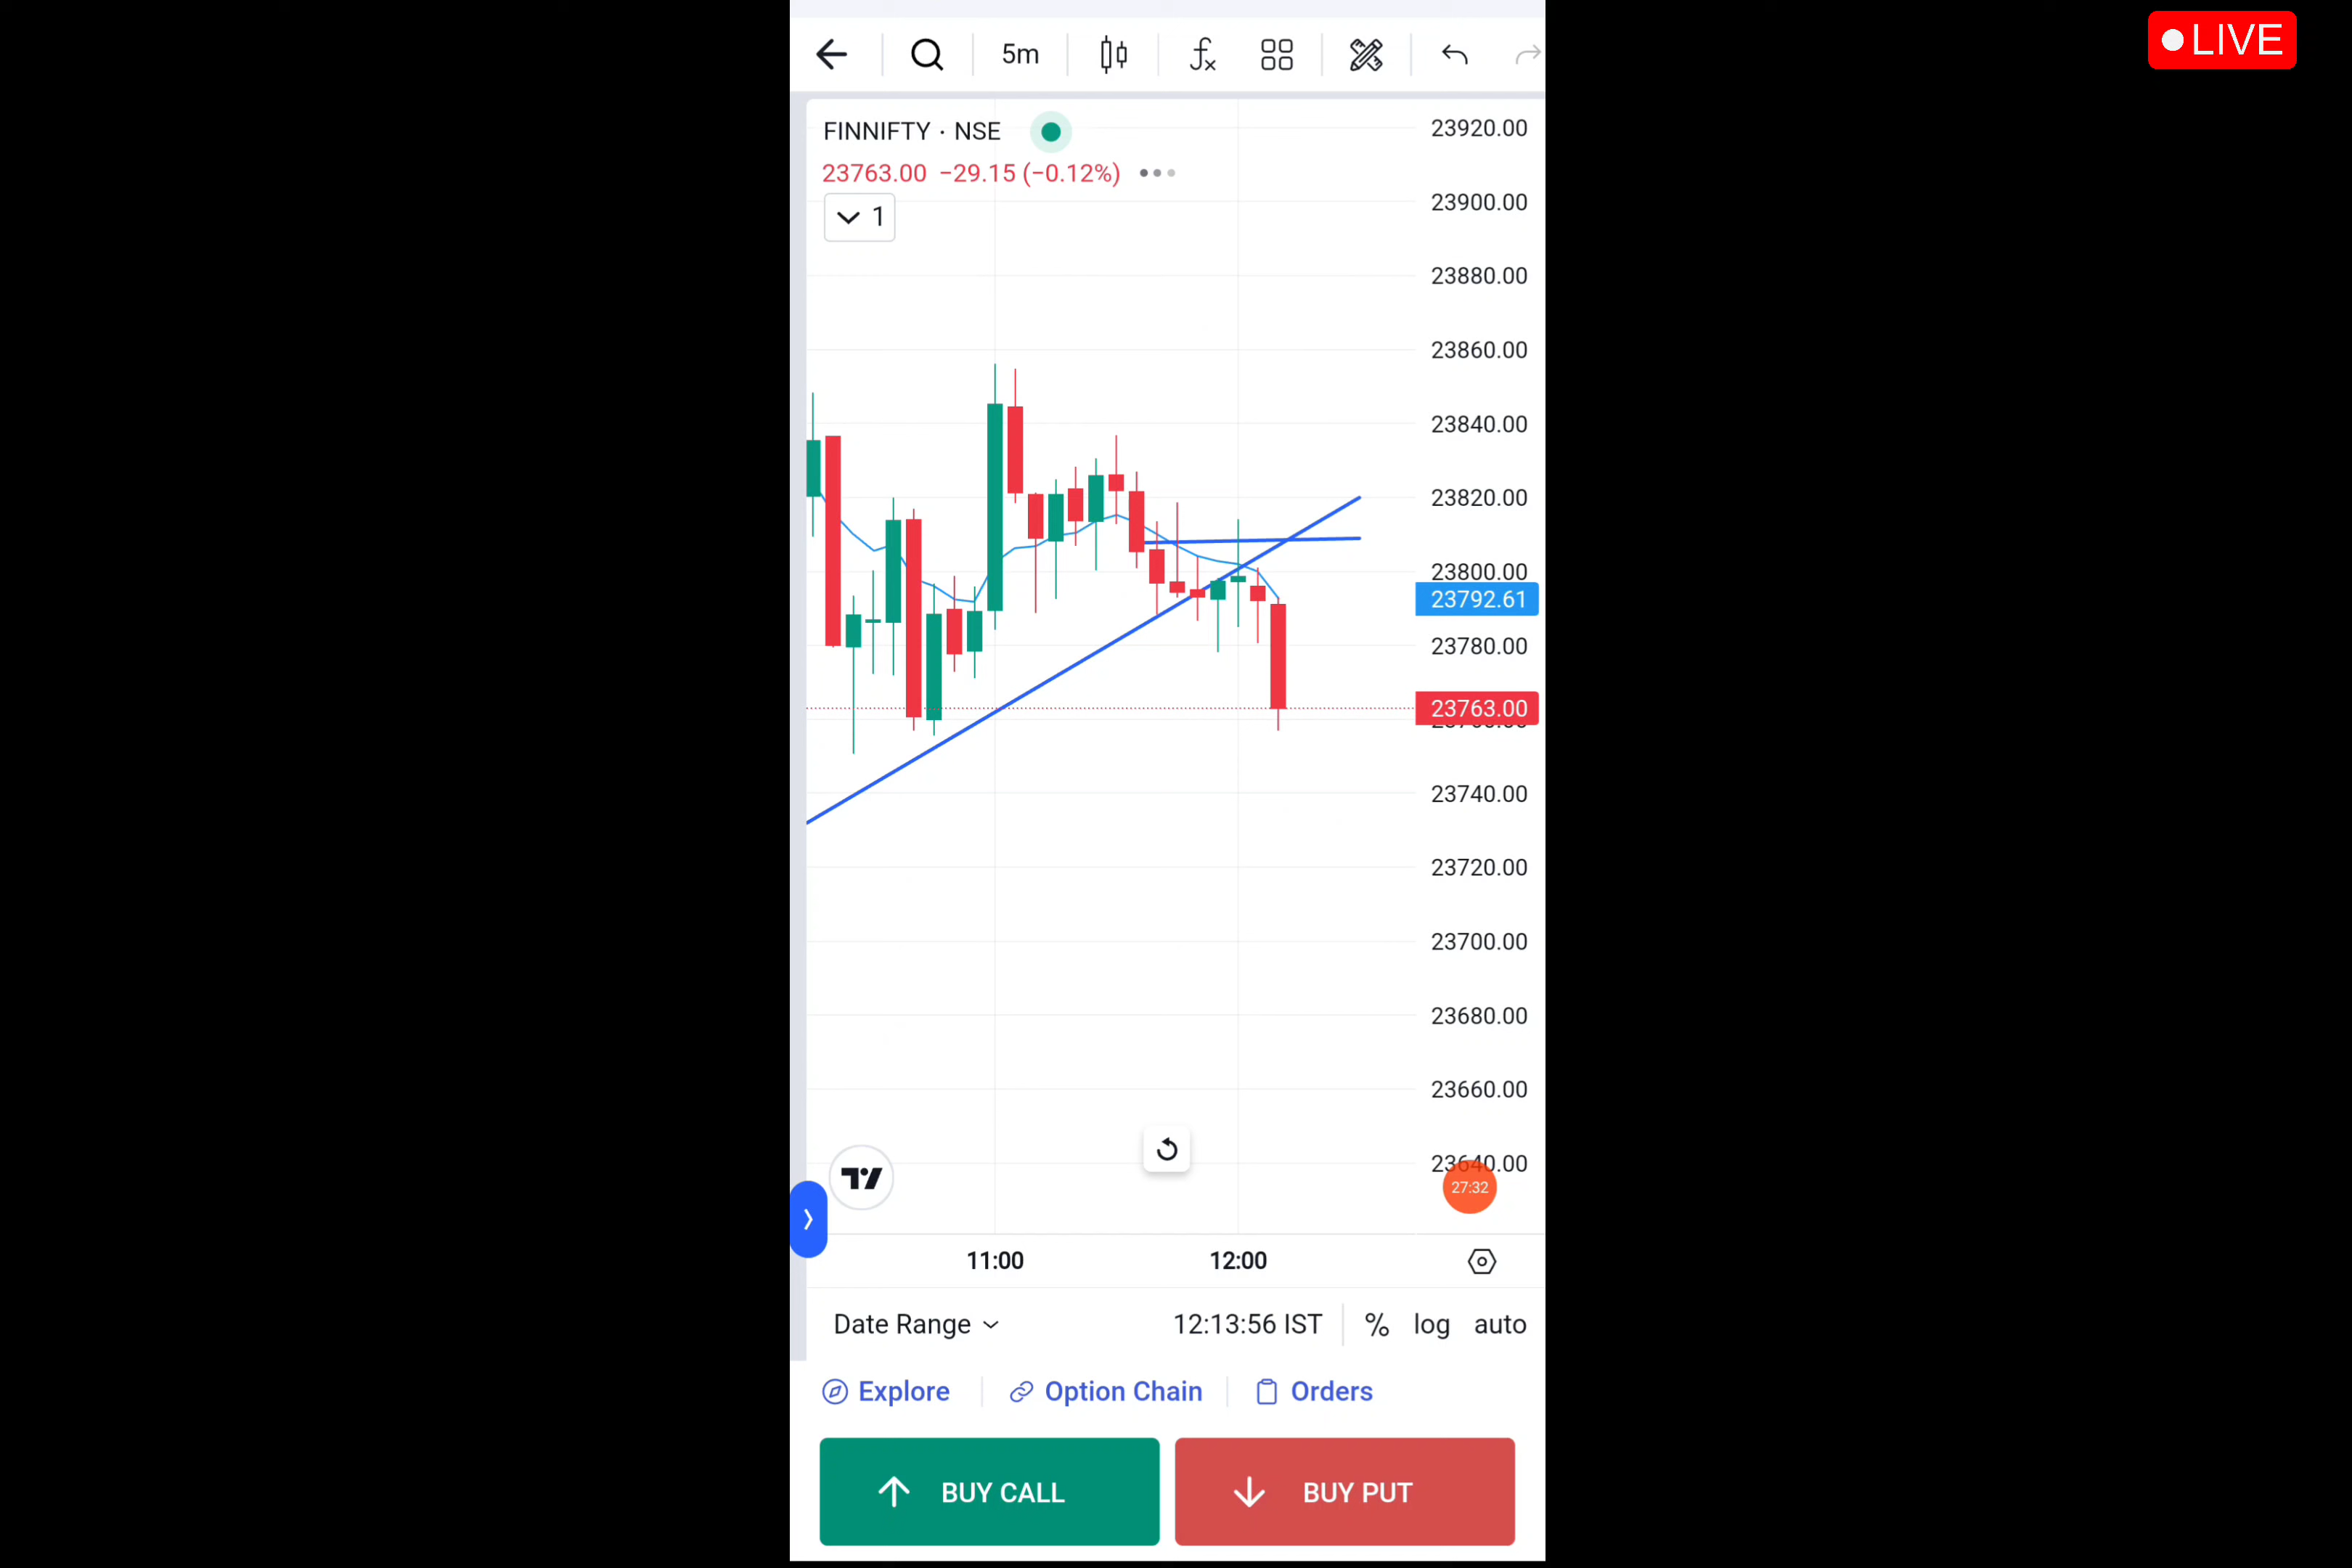 LIVE
5m
FINNIFTY · NSE
23763.00 −29.15 (−0.12%)
1
23920.00
23900.00
23880.00
23860.00
23840.00
23820.00
23800.00
23792.61
23780.00
23763.00
23740.00
23720.00
23700.00
23680.00
23660.00
23640.00
27:32
11:00 12:00
Date Range 12:13:56 IST % log auto
Explore Option Chain Orders
BUY CALL BUY PUT